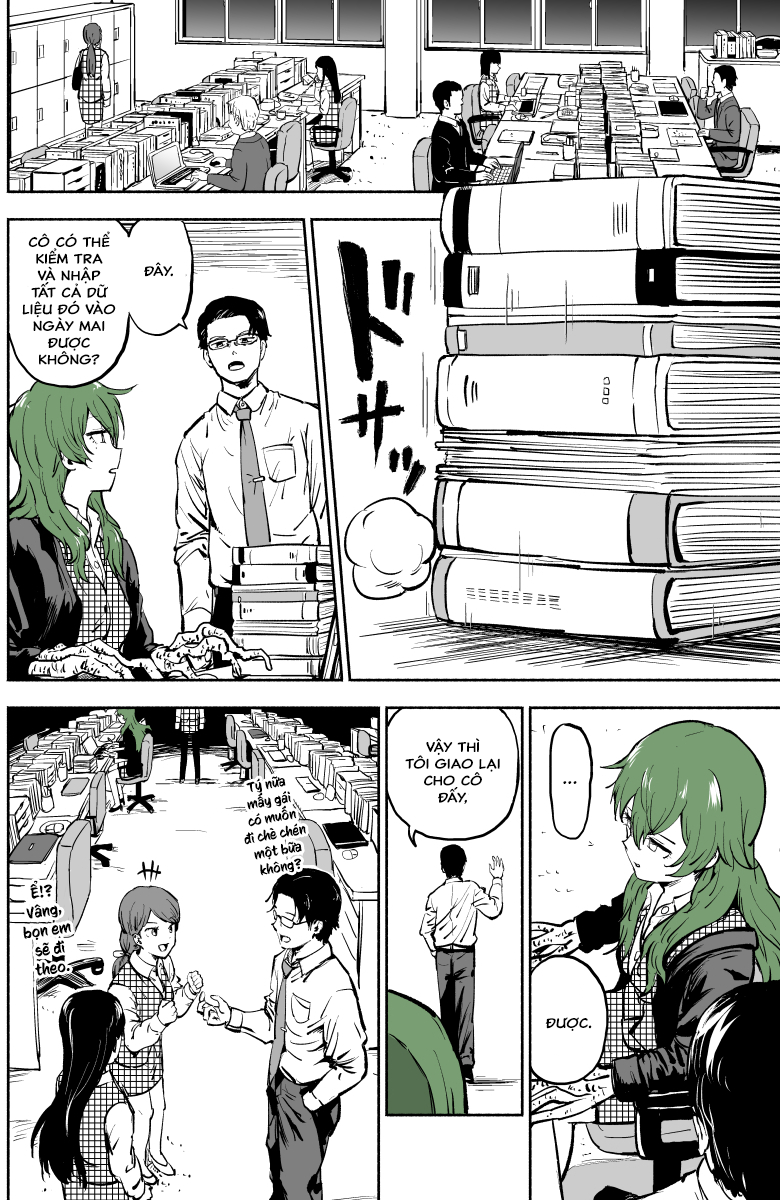 ドサッ
ĐÂY.
CÔ CÓ THỂ
KIỂM TRA
VÀ NHẬP
TẤT CẢ DỮ
LIỆU ĐÓ VÀO
NGÀY MAI
ĐƯỢC
KHÔNG?
...
ĐƯỢC.
VẬY THÌ
TÔI GIAO LẠI
CHO CÔ
ĐẤY,
Tý nữa
mấy gái
có muốn
đi chè chén
một bữa
không?
Ể!?
Vâng,
bọn em
sẽ đi
theo.